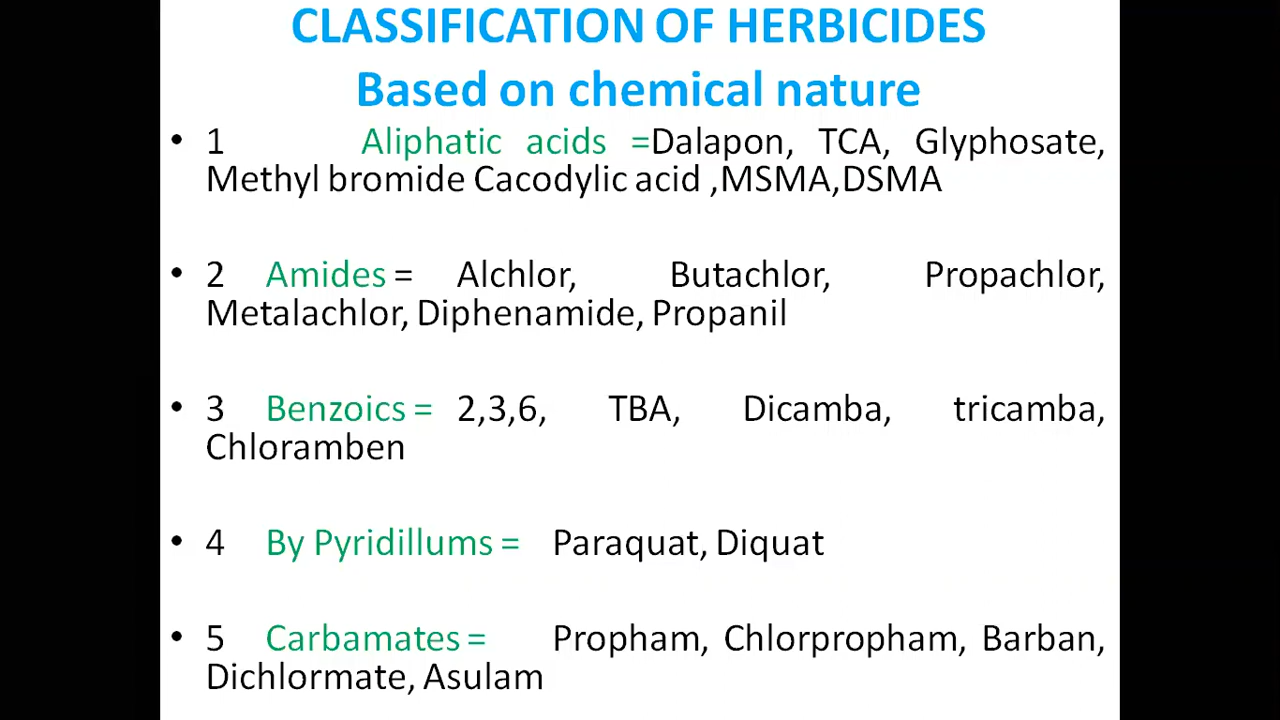 CLASSIFICATION OF HERBICIDES
Based on chemical nature
• 1 Aliphatic acids =Dalapon, TCA, Glyphosate,
Methyl bromide Cacodylic acid ,MSMA,DSMA
• 2 Amides = Alchlor, Butachlor, Propachlor,
Metalachlor, Diphenamide, Propanil
• 3 Benzoics = 2,3,6, TBA, Dicamba, tricamba,
Chloramben
• 4 By Pyridillums = Paraquat, Diquat
• 5 Carbamates = Propham, Chlorpropham, Barban,
Dichlormate, Asulam